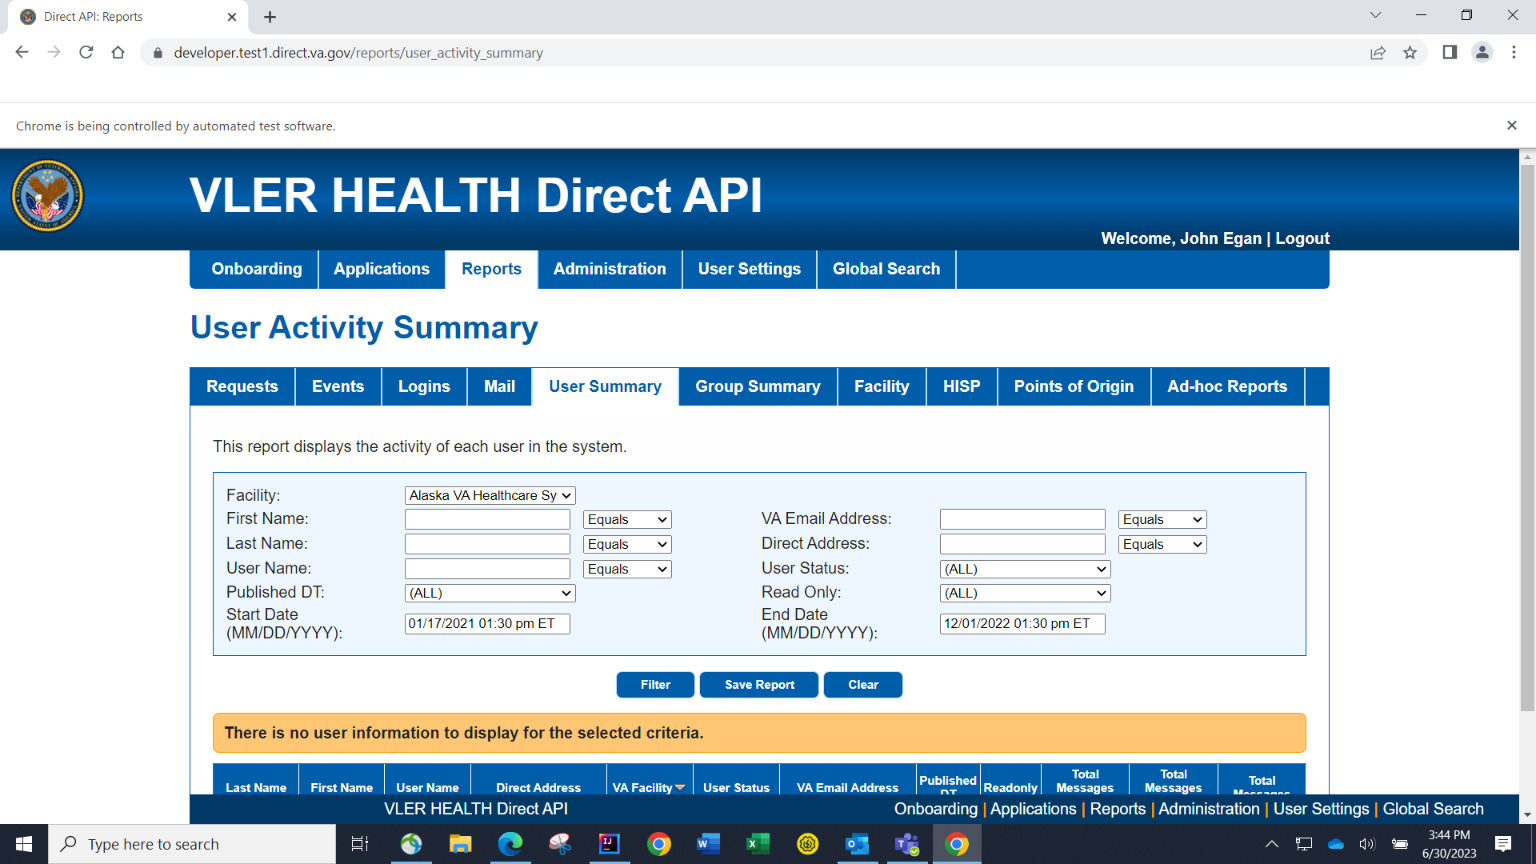 Direct API: Reports
developer.test1.direct.va.gov/reports/user_activity_summary
Chrome is being controlled by automated test software.
VLER HEALTH Direct API
Welcome, John Egan | Logout
Onboarding Applications Reports Administration User Settings Global Search
User Activity Summary
Requests Events Logins Mail User Summary Group Summary Facility HISP Points of Origin Ad-hoc Reports
This report displays the activity of each user in the system.
Facility: Alaska VA Healthcare Sy
First Name: Equals VA Email Address: Equals
Last Name: Equals Direct Address: Equals
User Name: Equals User Status: (ALL)
Published DT: (ALL) Read Only: (ALL)
Start Date
(MM/DD/YYYY): 01/17/2021 01:30 pm ET
End Date
(MM/DD/YYYY): 12/01/2022 01:30 pm ET
Filter Save Report Clear
There is no user information to display for the selected criteria.
Last Name First Name User Name Direct Address VA Facility User Status VA Email Address Published DT Readonly Total Messages Total Messages Total Messages
VLER HEALTH Direct API Onboarding | Applications | Reports | Administration | User Settings | Global Search
Type here to search
3:44 PM
6/30/2023